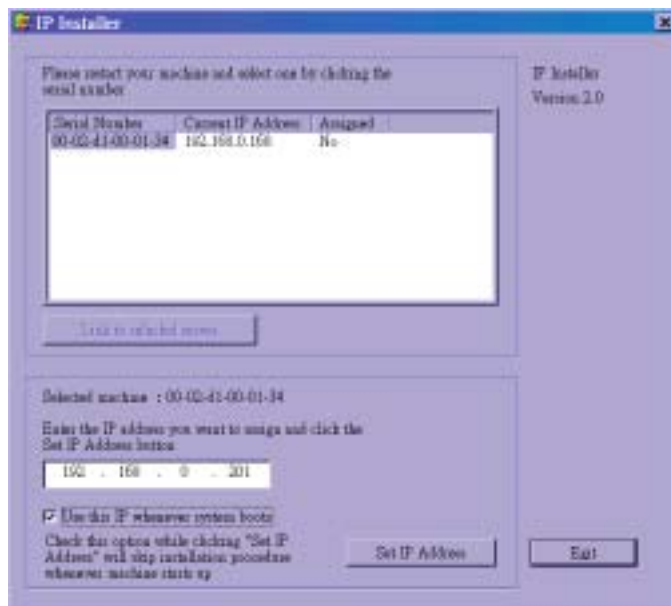 IP Installer
Please restart your machine and select one by clicking the
serial number
IP Installer
Version 2.0
Serial Number Current IP Address Assigned
00-02-d1-00-01-34 192.168.0.168 No
Link to selected server
Selected machine : 00-02-d1-00-01-34
Enter the IP address you want to assign and click the
Set IP Address button
192 . 168 . 0 . 201
Use this IP whenever system boots
Check this option while clicking "Set IP
Address" will skip installation procedure
whenever machine starts up
Set IP Address
Exit